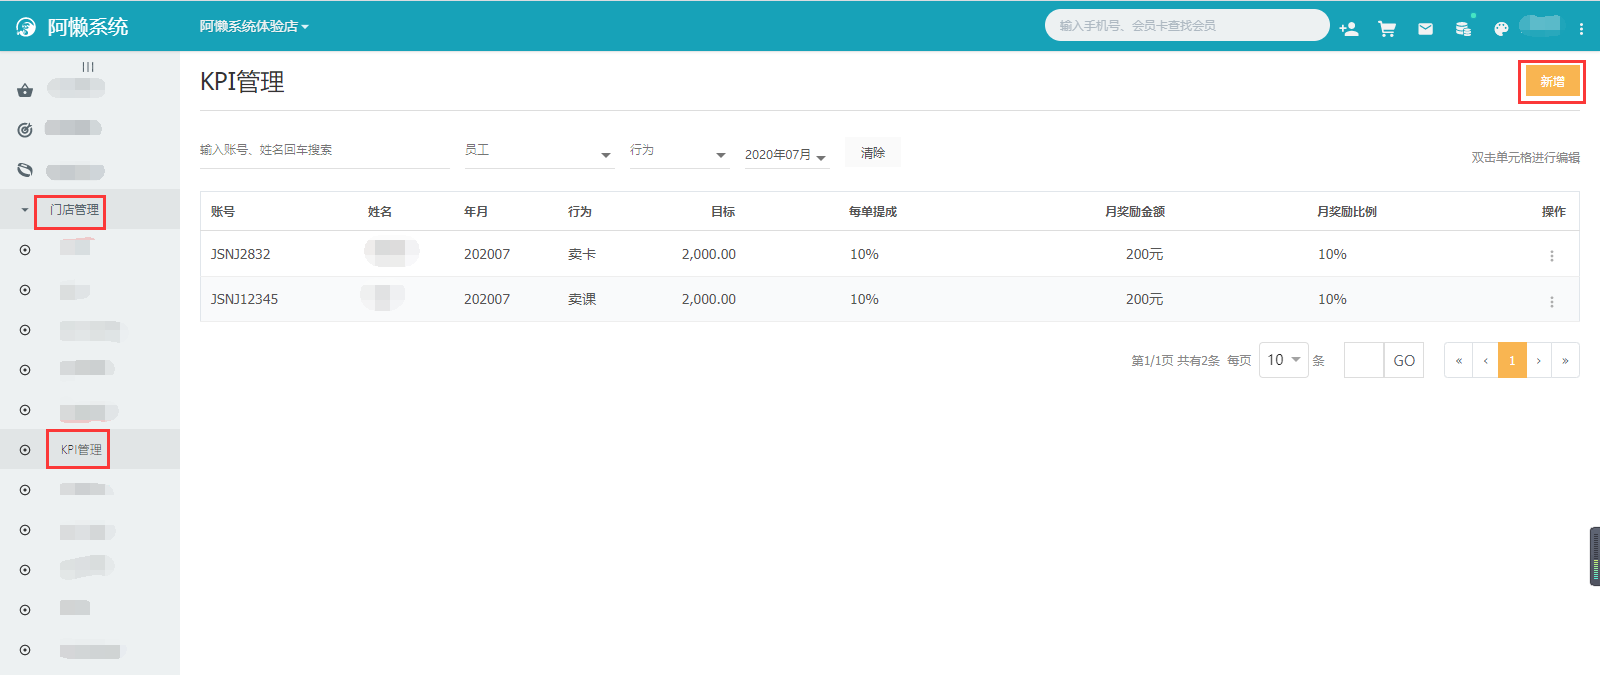 阿懒系统
阿懒系统体验店
输入手机号、会员卡查找会员
门店管理
KPI管理
KPI管理
新增
输入账号、姓名回车搜索
员工
行为
2020年07月
清除
双击单元格进行编辑
账号 姓名 年月 行为 目标 每单提成 月奖励金额 月奖励比例 操作
JSNJ2832 202007 卖卡 2,000.00 10% 200元 10%
JSNJ12345 202007 卖课 2,000.00 10% 200元 10%
第1/1页 共有2条 每页 10 条 GO « ‹ 1 › »